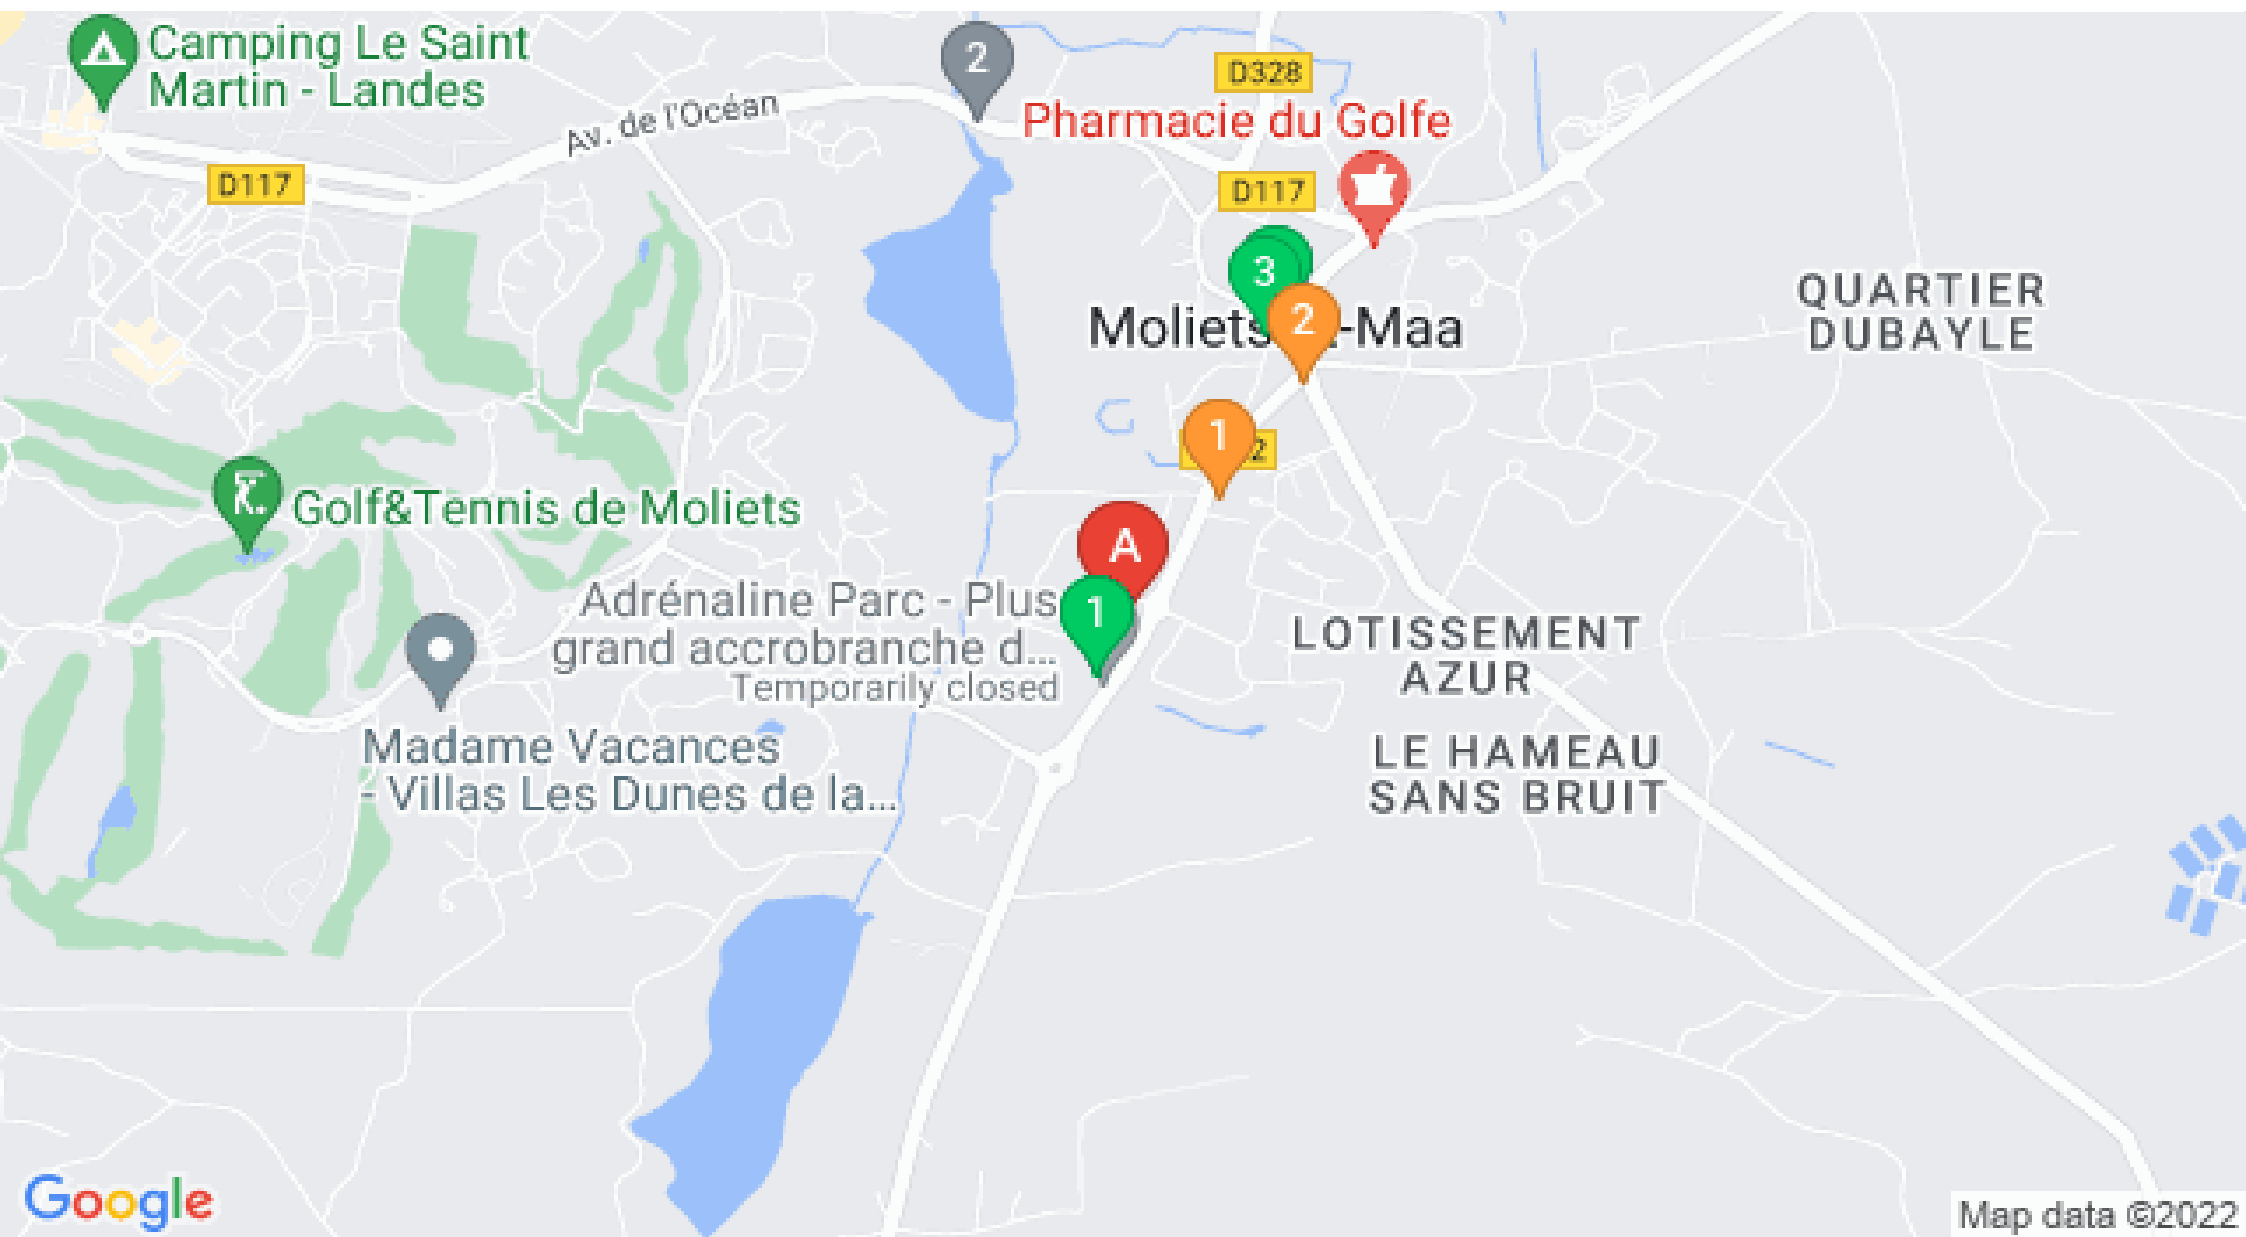 Camping Le Saint
Martin - Landes
2
D328
Av. de l'Océan
Pharmacie du Golfe
D117
D117
3
QUARTIER
DUBAYLE
2
Moliets
-Maa
1
2
Golf&Tennis de Moliets
A
Adrénaline Parc - Plus
grand accrobranche d...
Temporarily closed
1
LOTISSEMENT
AZUR
Madame Vacances
- Villas Les Dunes de la...
LE HAMEAU
SANS BRUIT
Google
Map data ©2022